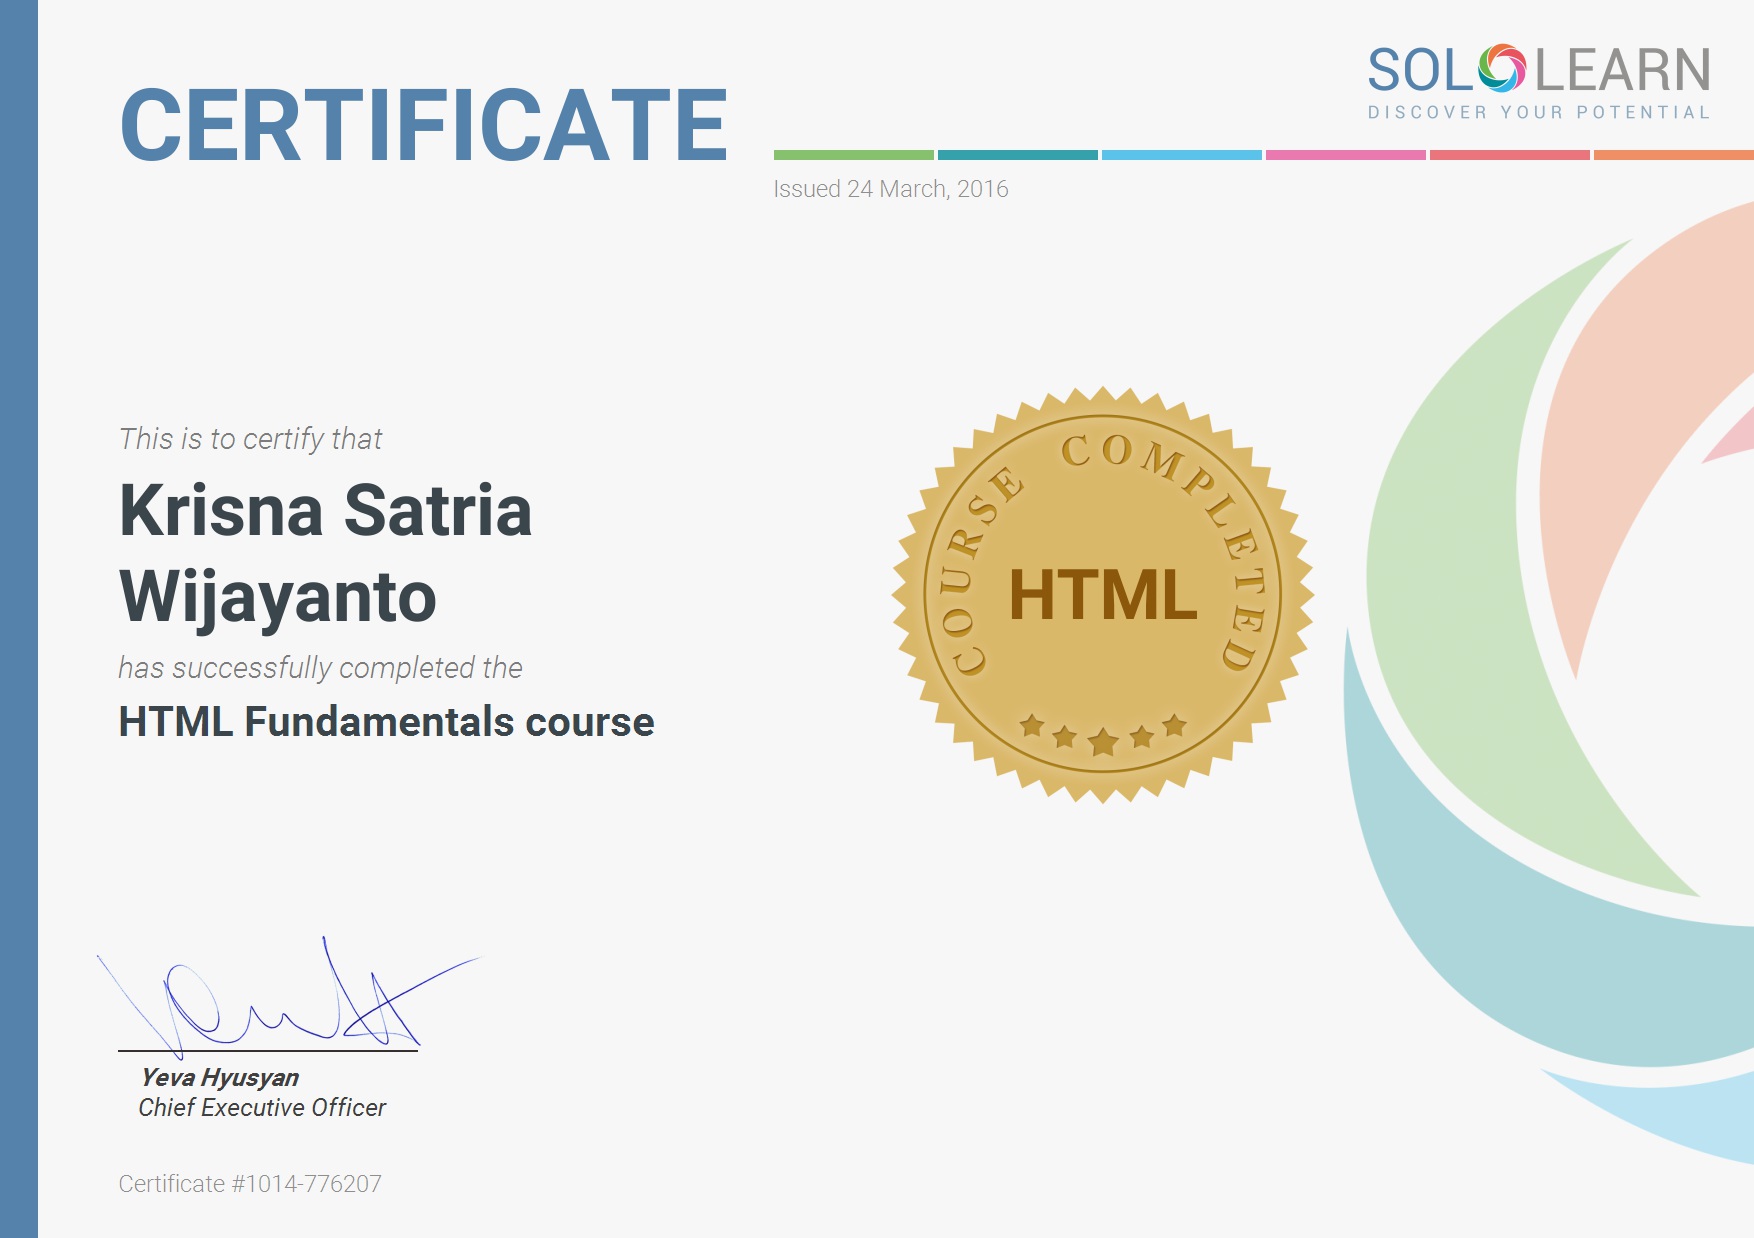 SOLOLEARN
DISCOVER YOUR POTENTIAL
CERTIFICATE
Issued 24 March, 2016
This is to certify that
Krisna Satria
Wijayanto
has successfully completed the
HTML Fundamentals course
COURSE COMPLETED
HTML
Yeva Hyusyan
Chief Executive Officer
Certificate #1014-776207